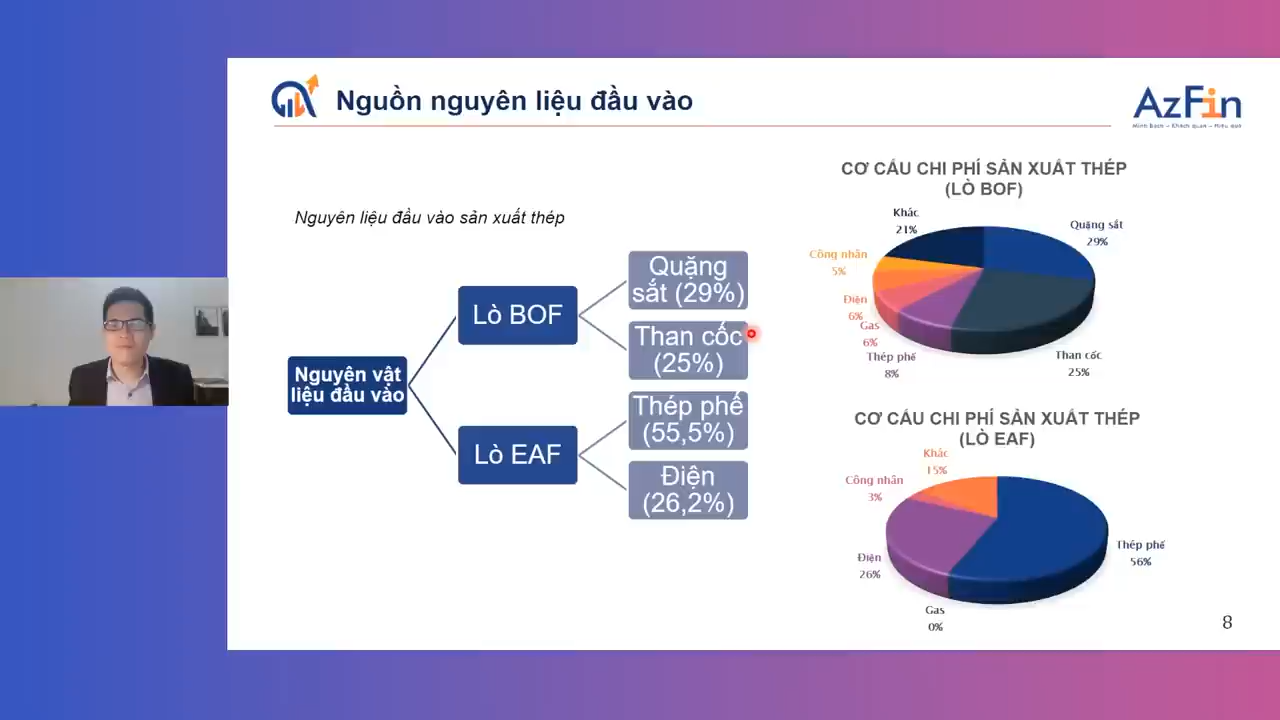 Nguồn nguyên liệu đầu vào
AzFin
Minh bạch – Khách quan – Hiệu quả
Nguyên liệu đầu vào sản xuất thép
Nguyên vật
liệu đầu vào
Lò BOF
Quặng
sắt (29%)
Than cốc
(25%)
Lò EAF
Thép phế
(55,5%)
Điện
(26,2%)
CƠ CẤU CHI PHÍ SẢN XUẤT THÉP
(LÒ BOF)
Khác
21%
Quặng sắt
29%
Công nhân
5%
Điện
6%
Gas
6%
Thép phế
8%
Than cốc
25%
CƠ CẤU CHI PHÍ SẢN XUẤT THÉP
(LÒ EAF)
Khác
15%
Công nhân
3%
Thép phế
56%
Điện
26%
Gas
0%
8